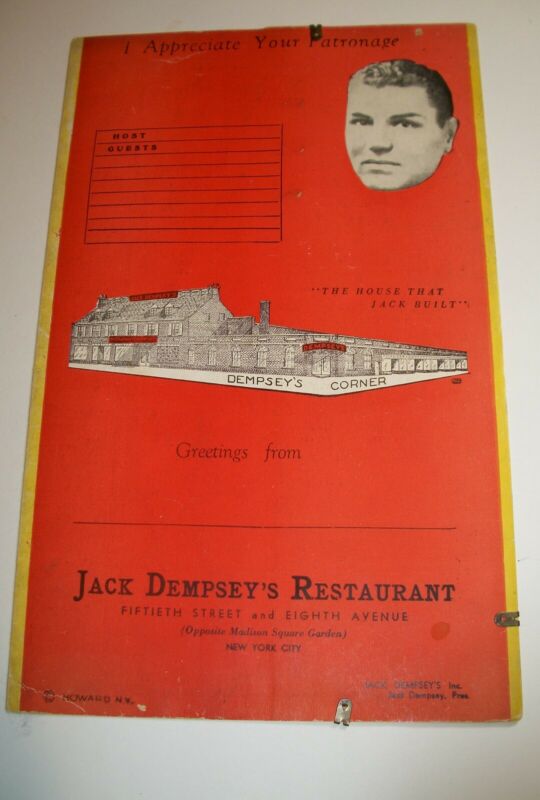 I Appreciate Your Patronage
HOST
GUESTS
"THE HOUSE THAT
JACK BUILT"
JACK DEMPSEY'S
DEMPSEY'S
DEMPSEY'S CORNER
Greetings from
JACK DEMPSEY'S RESTAURANT
FIFTIETH STREET and EIGHTH AVENUE
(Opposite Madison Square Garden)
NEW YORK CITY
HOWARD N.Y.
JACK DEMPSEY'S Inc.
Jack Dempsey, Pres.